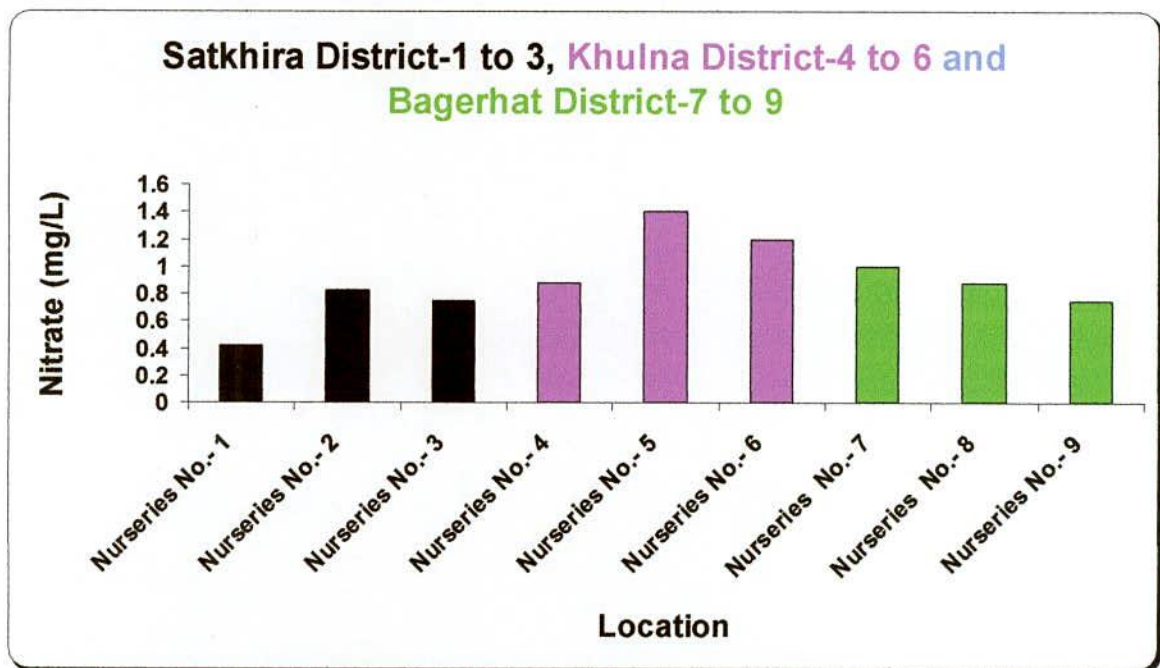 Satkhira District-1 to 3, Khulna District-4 to 6 and
Bagerhat District-7 to 9
Nitrate (mg/L)
1.6
1.4
1.2
1
0.8
0.6
0.4
0.2
0
Nurseries No.- 1
Nurseries No.- 2
Nurseries No.- 3
Nurseries No.- 4
Nurseries No.- 5
Nurseries No.- 6
Nurseries No.- 7
Nurseries No.- 8
Nurseries No.- 9
Location